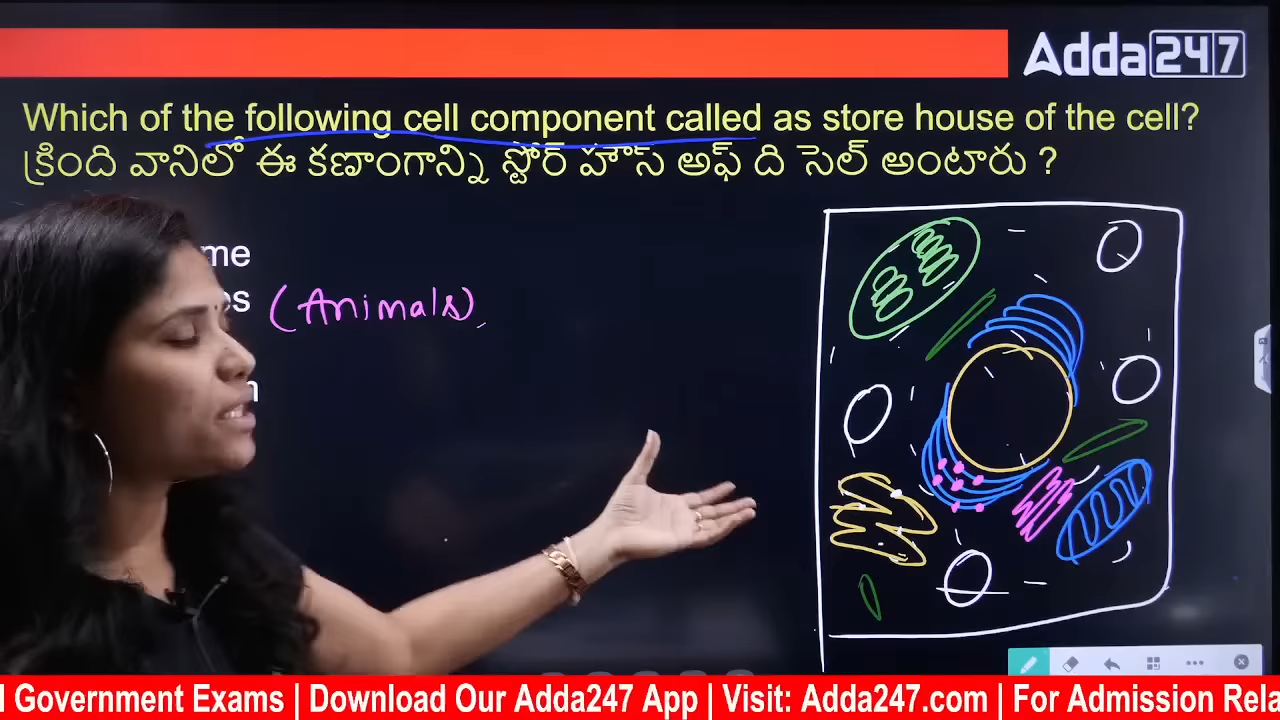 Adda247
Which of the following cell component called as store house of the cell?
క్రింది వానిలో ఈ కణాంగాన్ని స్టోర్ హౌస్ అఫ్ ది సెల్ అంటారు ?
me
es (Animals)
n
l Government Exams | Download Our Adda247 App | Visit: Adda247.com | For Admission Rela